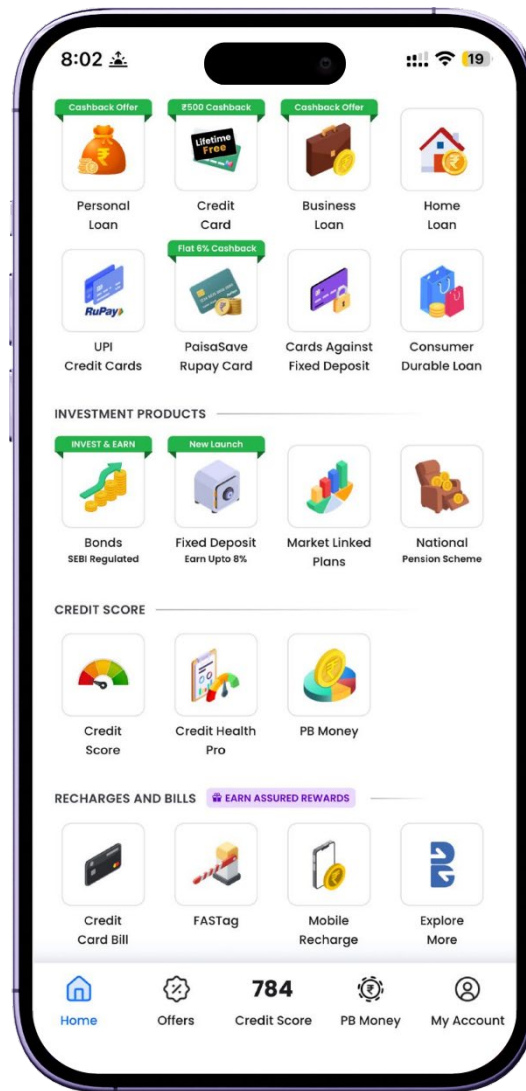 8:02
19
Cashback Offer
₹500 Cashback
Cashback Offer
Lifetime
Free
Personal
Loan
Credit
Card
Business
Loan
Home
Loan
Flat 6% Cashback
RuPay
UPI
Credit Cards
PaisaSave
Rupay Card
Cards Against
Fixed Deposit
Consumer
Durable Loan
INVESTMENT PRODUCTS
INVEST & EARN
New Launch
Bonds
SEBI Regulated
Fixed Deposit
Earn Upto 8%
Market Linked
Plans
National
Pension Scheme
CREDIT SCORE
Credit
Score
Credit Health
Pro
PB Money
RECHARGES AND BILLS
EARN ASSURED REWARDS
Credit
Card Bill
FASTag
Mobile
Recharge
Explore
More
Home
Offers
784
Credit Score
PB Money
My Account